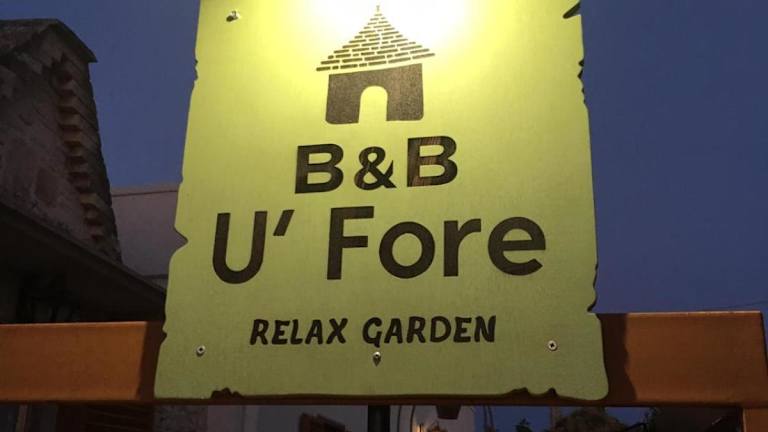 B&B
U' Fore
RELAX GARDEN